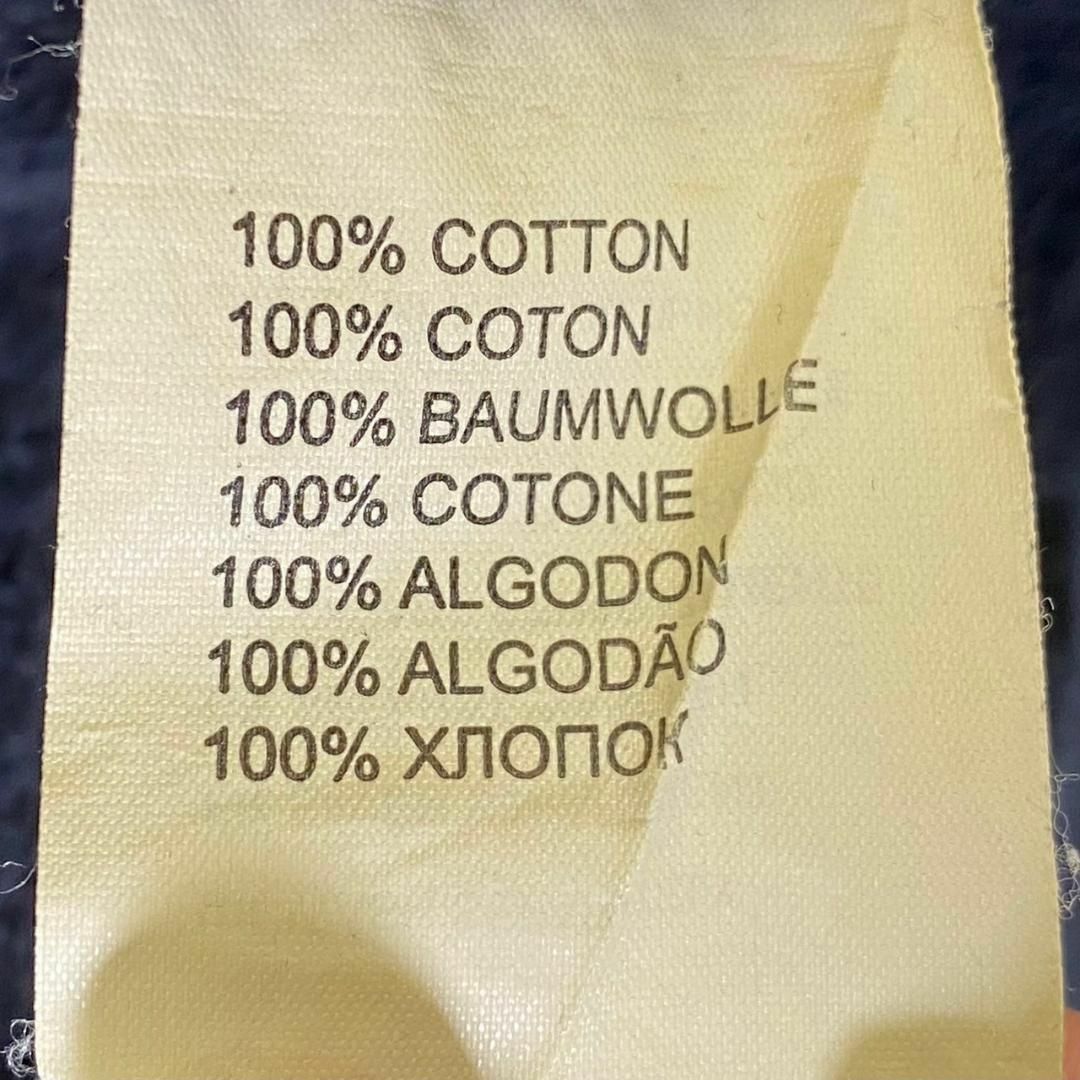 100% COTTON
100% COTON
100% BAUMWOLLE
100% COTONE
100% ALGODON
100% ALGODÃO
100% ХЛОПОК